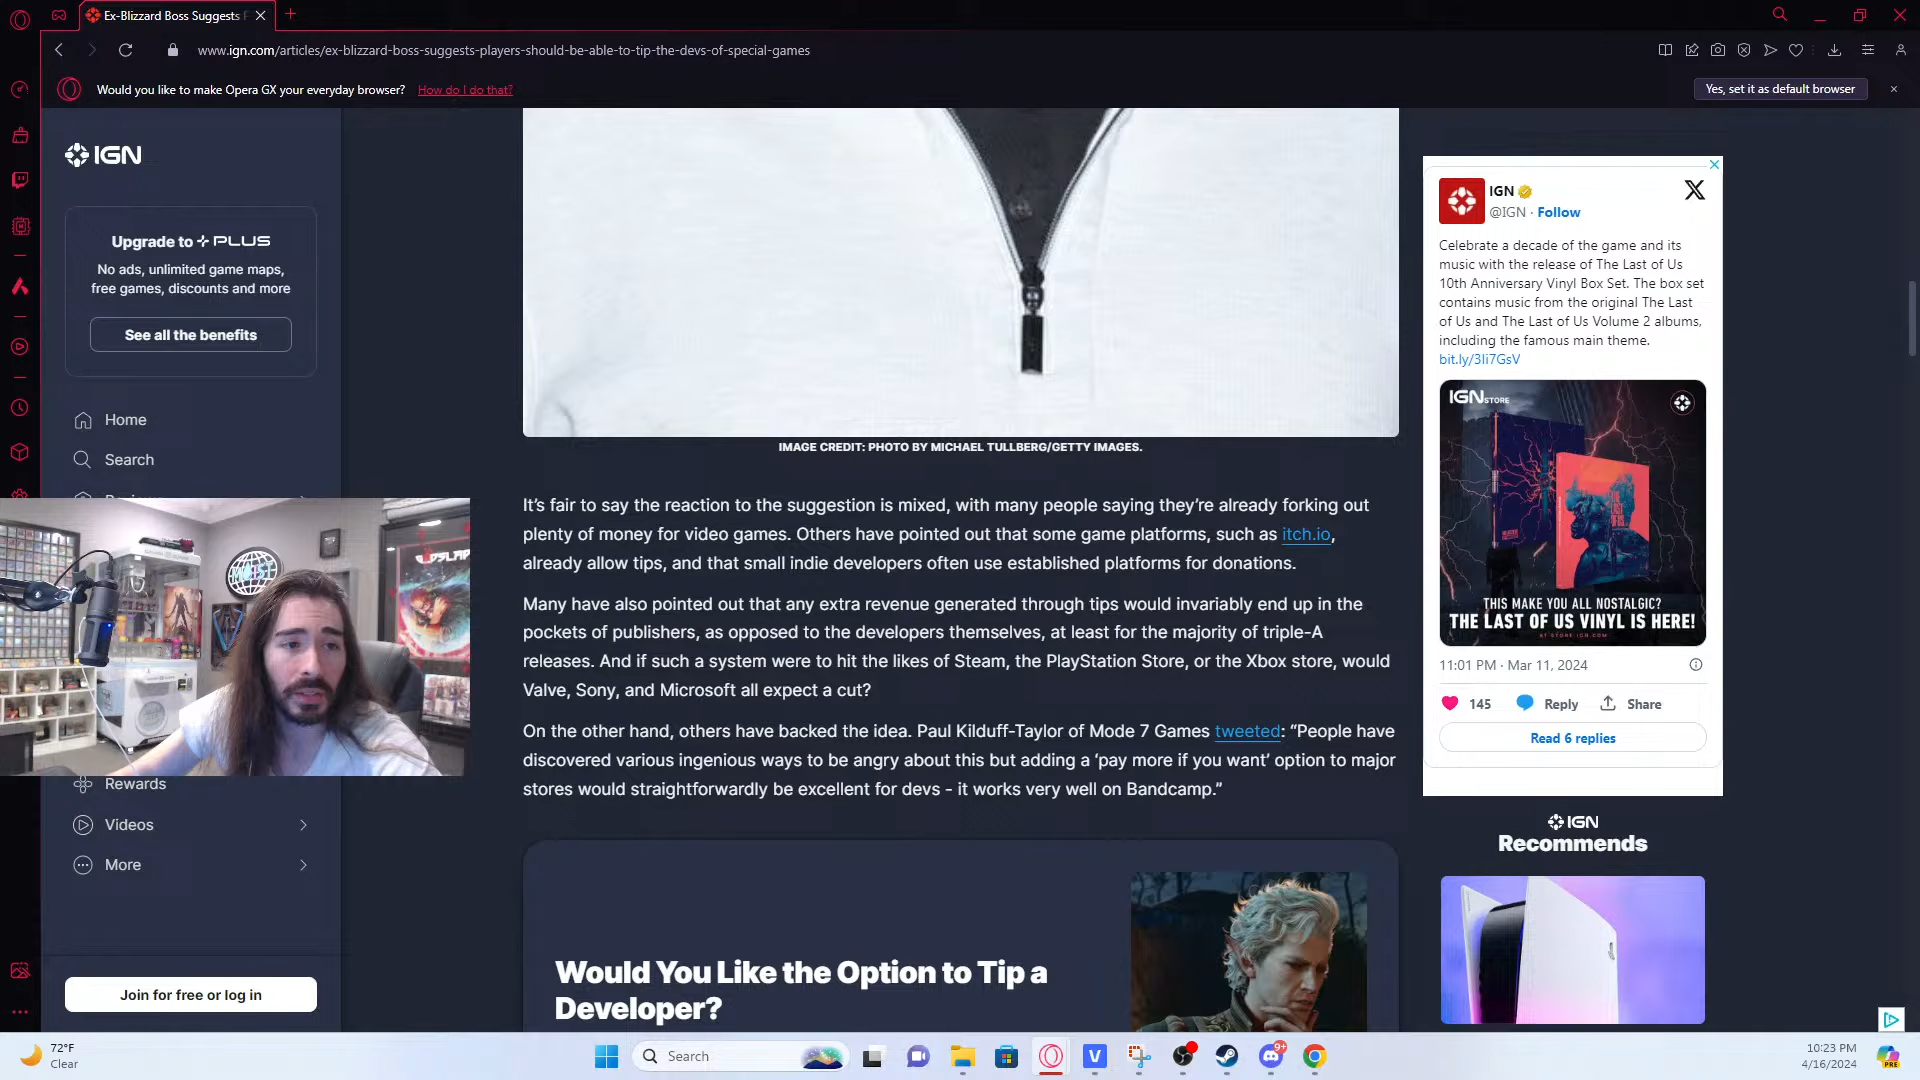 Ex-Blizzard Boss Suggests
www.ign.com/articles/ex-blizzard-boss-suggests-players-should-be-able-to-tip-the-devs-of-special-games
Would you like to make Opera GX your everyday browser? How do I do that?
Yes, set it as default browser
IGN
Upgrade to PLUS
No ads, unlimited game maps,
free games, discounts and more
See all the benefits
Home
Search
Rewards
Videos
More
Join for free or log in
IMAGE CREDIT: PHOTO BY MICHAEL TULLBERG/GETTY IMAGES.
It's fair to say the reaction to the suggestion is mixed, with many people saying they're already forking out
plenty of money for video games. Others have pointed out that some game platforms, such as itch.io,
already allow tips, and that small indie developers often use established platforms for donations.
Many have also pointed out that any extra revenue generated through tips would invariably end up in the
pockets of publishers, as opposed to the developers themselves, at least for the majority of triple-A
releases. And if such a system were to hit the likes of Steam, the PlayStation Store, or the Xbox store, would
Valve, Sony, and Microsoft all expect a cut?
On the other hand, others have backed the idea. Paul Kilduff-Taylor of Mode 7 Games tweeted: “People have
discovered various ingenious ways to be angry about this but adding a ‘pay more if you want’ option to major
stores would straightforwardly be excellent for devs - it works very well on Bandcamp.”
Would You Like the Option to Tip a
Developer?
IGN
@IGN · Follow
Celebrate a decade of the game and its
music with the release of The Last of Us
10th Anniversary Vinyl Box Set. The box set
contains music from the original The Last
of Us and The Last of Us Volume 2 albums,
including the famous main theme.
bit.ly/3Ii7GsV
IGN STORE
THIS MAKE YOU ALL NOSTALGIC?
THE LAST OF US VINYL IS HERE!
AT STORE.IGN.COM
11:01 PM · Mar 11, 2024
145 Reply Share
Read 6 replies
IGN
Recommends
MOIST
72°F
Clear
Search
9+
10:23 PM
4/16/2024
PRE